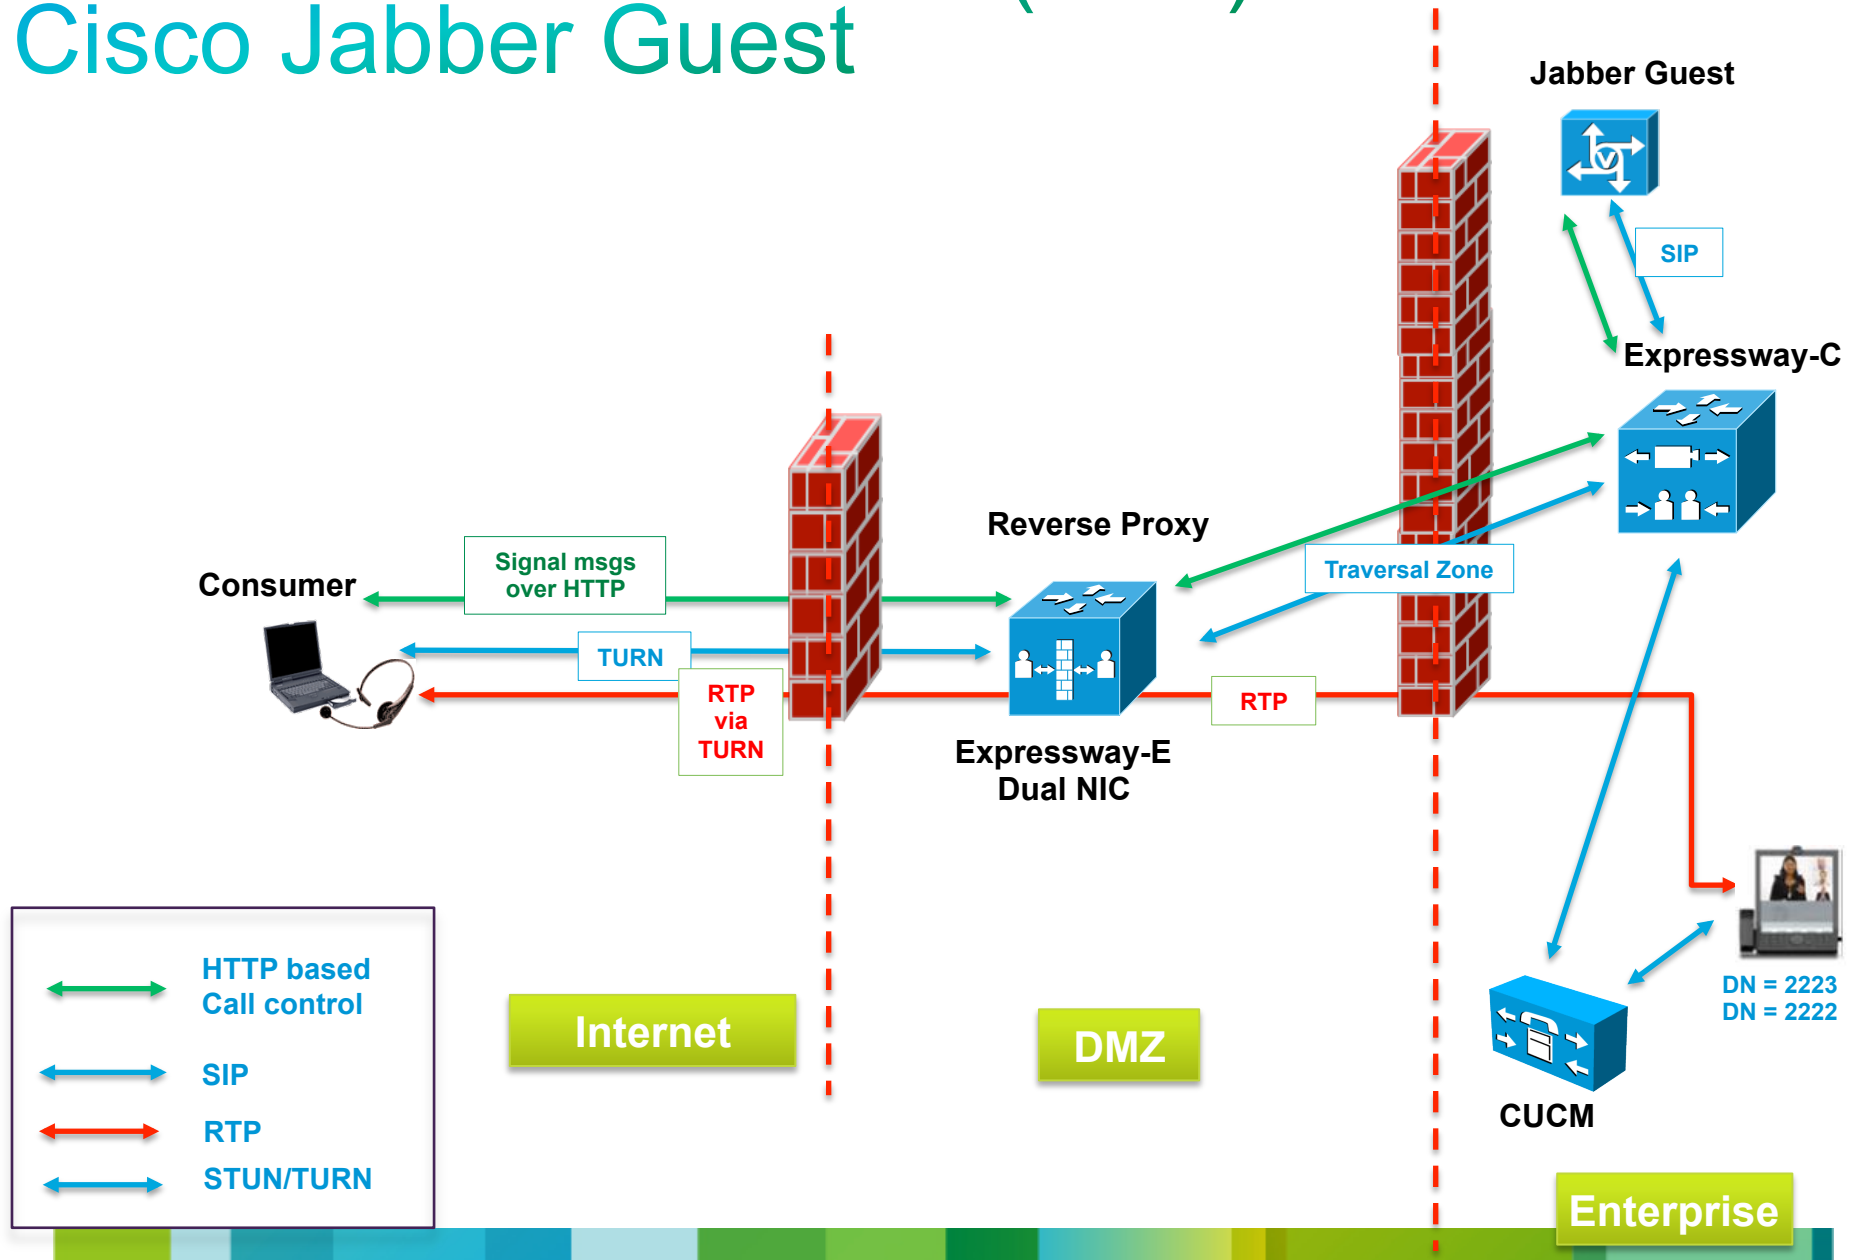 Cisco Jabber Guest
Jabber Guest
SIP
Expressway-C
Reverse Proxy
Traversal Zone
Signal msgs
over HTTP
Consumer
TURN
RTP
via
TURN
RTP
Expressway-E
Dual NIC
HTTP based
Call control
SIP
RTP
STUN/TURN
Internet
DMZ
DN = 2223
DN = 2222
CUCM
Enterprise
V